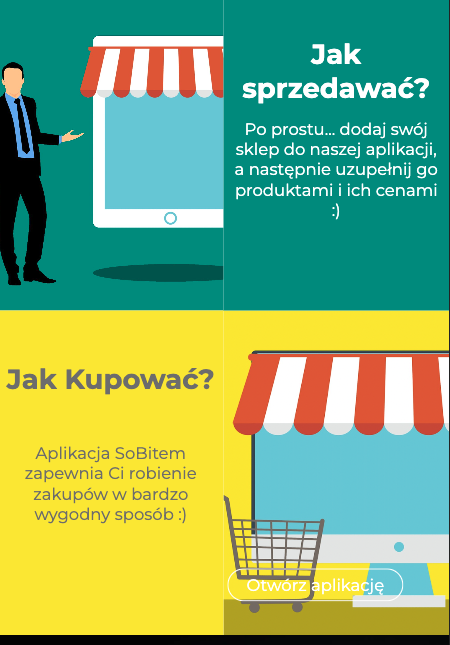 Jak
sprzedawać?
Po prostu... dodaj swój
sklep do naszej aplikacji,
a następnie uzupełnij go
produktami i ich cenami
:)
Jak Kupować?
Aplikacja SoBitem
zapewnia Ci robienie
zakupów w bardzo
wygodny sposób :)
Otwórz aplikację